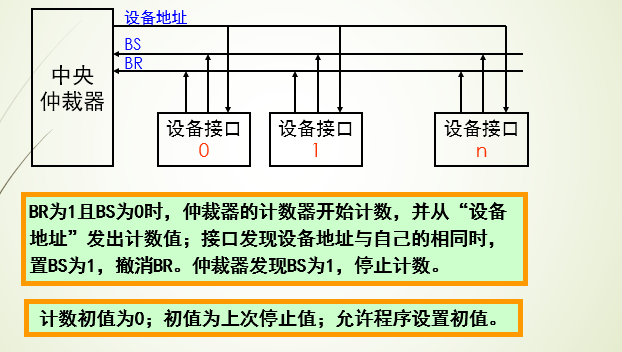 设备地址
BS
BR
中央
仲裁器
设备接口
0
设备接口
1
设备接口
n
BR为1且BS为0时，仲裁器的计数器开始计数，并从“设备
地址”发出计数值；接口发现设备地址与自己的相同时，
置BS为1，撤消BR。仲裁器发现BS为1，停止计数。
计数初值为0；初值为上次停止值；允许程序设置初值。